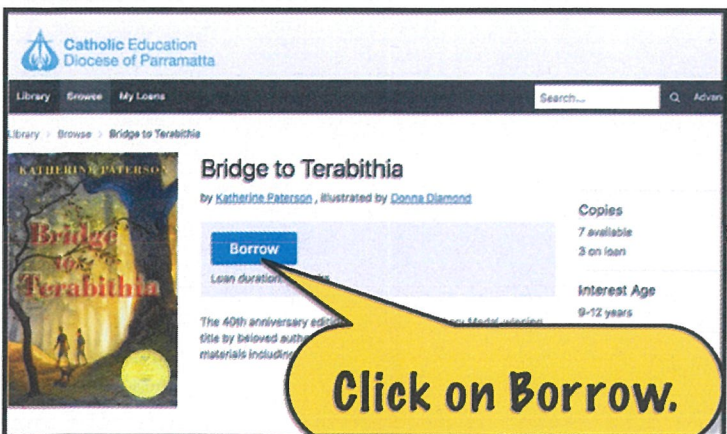 Catholic Education
Diocese of Parramatta
Library Browse My Loans Search... Advan
Library > Browse > Bridge to Terabithia
KATHERINE PATERSON
Bridge
to
Terabithia
Bridge to Terabithia
by Katherine Paterson , illustrated by Donna Diamond
Borrow
Loan duration
Copies
7 available
3 on loan
Interest Age
9-12 years
The 40th anniversary editi Medal-winning
title by beloved auth
materials including
Click on Borrow.